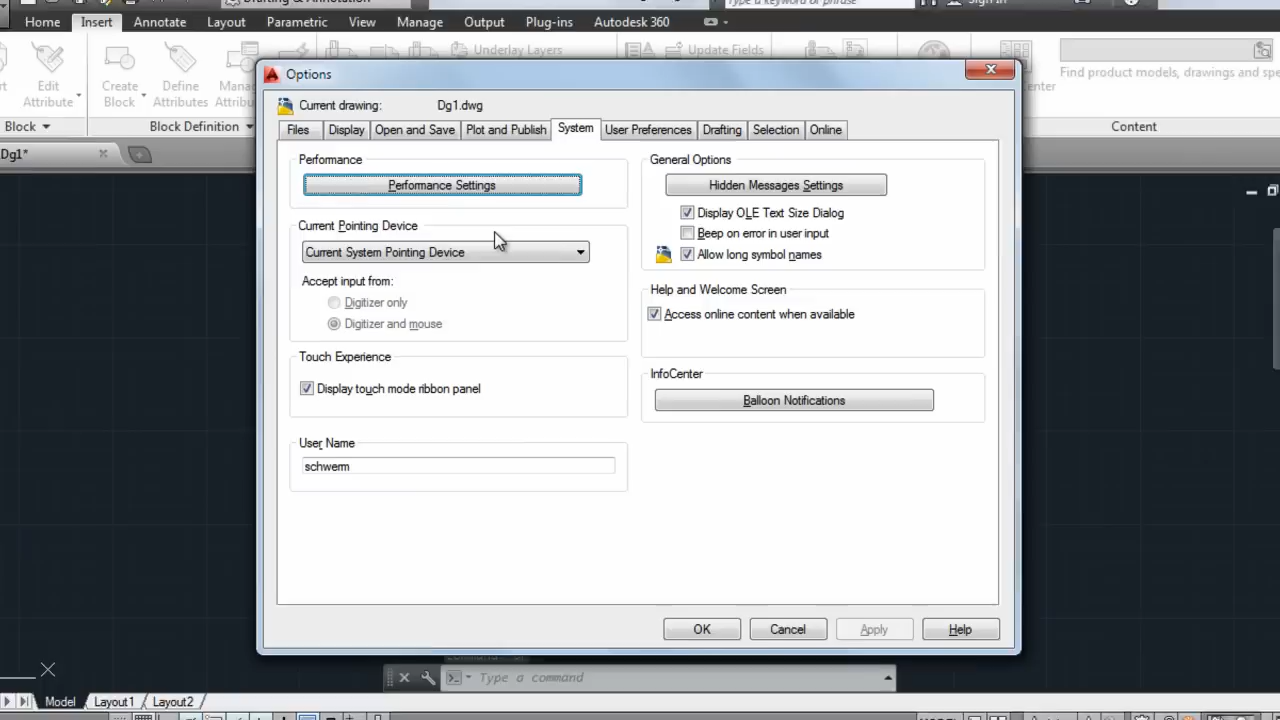 Drafting & Annotation
Type a keyword or phrase
Sign In
Home Insert Annotate Layout Parametric View Manage Output Plug-ins Autodesk 360
Edit
Attribute
Create
Block
Define
Attributes
Underlay Layers
Update Fields
Find product models, drawings and spe
Block
Block Definition
Content
Dg1*
Options
Current drawing: Dg1.dwg
Files Display Open and Save Plot and Publish System User Preferences Drafting Selection Online
Performance
Performance Settings
Current Pointing Device
Current System Pointing Device
Accept input from:
Digitizer only
Digitizer and mouse
Touch Experience
Display touch mode ribbon panel
User Name
schwerm
General Options
Hidden Messages Settings
Display OLE Text Size Dialog
Beep on error in user input
Allow long symbol names
Help and Welcome Screen
Access online content when available
InfoCenter
Balloon Notifications
OK Cancel Apply Help
Type a command
Model Layout1 Layout2